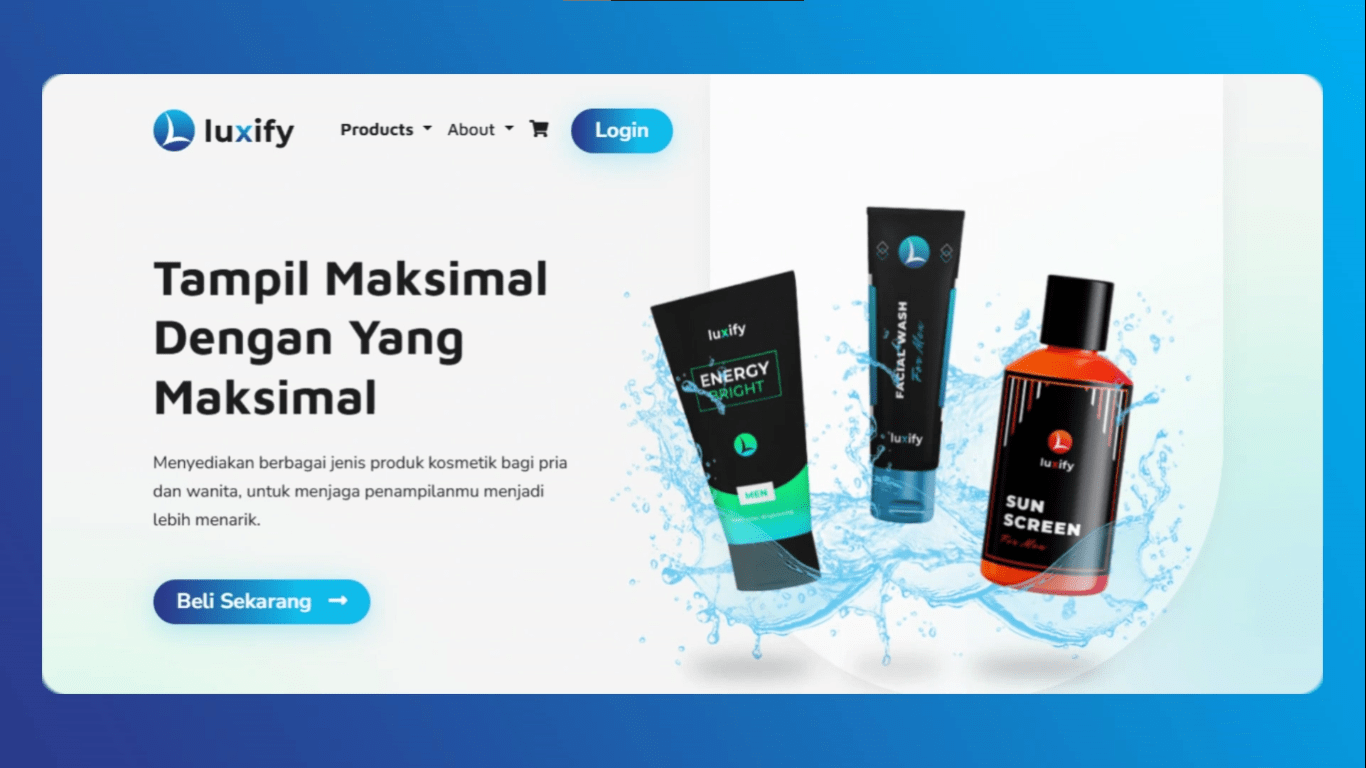 luxify
Products
About
Login
Tampil Maksimal
Dengan Yang
Maksimal
Menyediakan berbagai jenis produk kosmetik bagi pria
dan wanita, untuk menjaga penampilanmu menjadi
lebih menarik.
Beli Sekarang
luxify
ENERGY
BRIGHT
MEN
FACIAL WASH
For Men
luxify
luxify
SUN
SCREEN
For Men